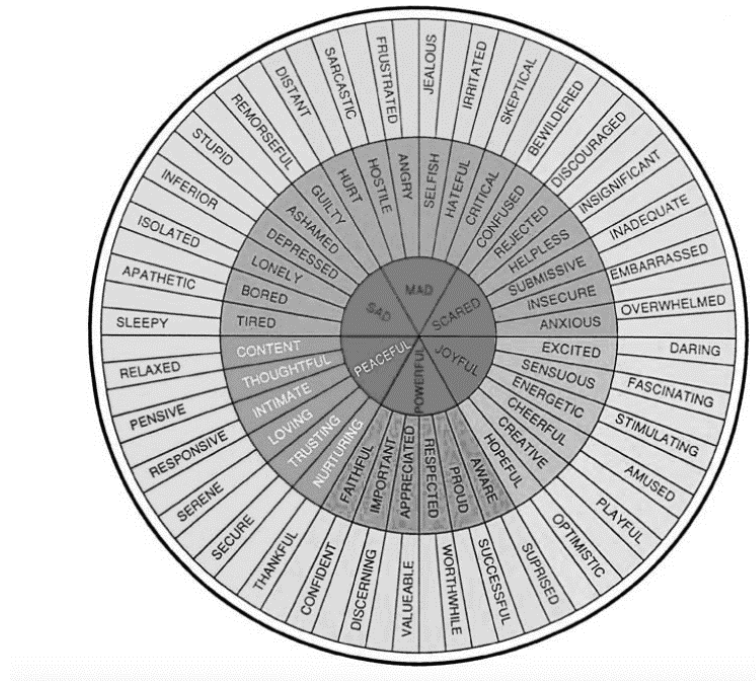 MAD
SCARED
JOYFUL
POWERFUL
PEACEFUL
SAD
HURT
HOSTILE
ANGRY
SELFISH
HATEFUL
CRITICAL
CONFUSED
REJECTED
HELPLESS
SUBMISSIVE
INSECURE
ANXIOUS
EXCITED
SENSUOUS
ENERGETIC
CHEERFUL
CREATIVE
HOPEFUL
AWARE
PROUD
RESPECTED
APPRECIATED
IMPORTANT
FAITHFUL
NURTURING
TRUSTING
LOVING
INTIMATE
THOUGHTFUL
CONTENT
TIRED
BORED
LONELY
DEPRESSED
ASHAMED
GUILTY
DISTANT
SARCASTIC
FRUSTRATED
JEALOUS
IRRITATED
SKEPTICAL
BEWILDERED
DISCOURAGED
INSIGNIFICANT
INADEQUATE
EMBARRASSED
OVERWHELMED
DARING
FASCINATING
STIMULATING
AMUSED
PLAYFUL
OPTIMISTIC
SUPRISED
SUCCESSFUL
WORTHWHILE
VALUEABLE
DISCERNING
CONFIDENT
THANKFUL
SECURE
SERENE
RESPONSIVE
PENSIVE
RELAXED
SLEEPY
APATHETIC
ISOLATED
INFERIOR
STUPID
REMORSEFUL